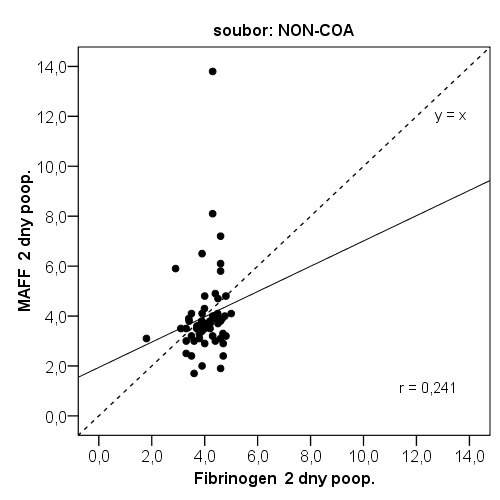 soubor: NON-COA
14,0
12,0
10,0
8,0
6,0
4,0
2,0
0,0
MAFF 2 dny poop.
y = x
r = 0,241
0,0 2,0 4,0 6,0 8,0 10,0 12,0 14,0
Fibrinogen 2 dny poop.